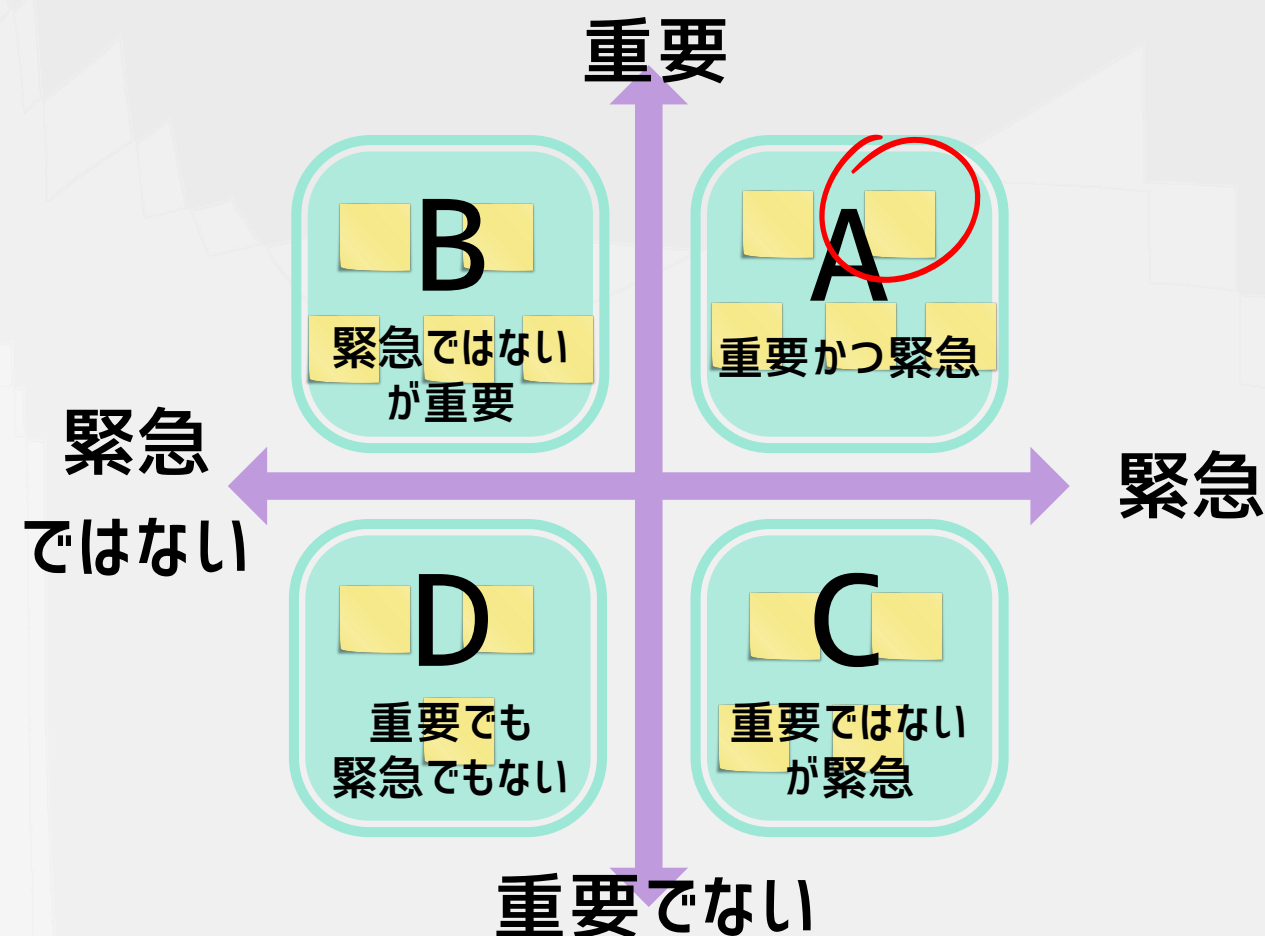 重要
B
緊急ではない
が重要
A
重要かつ緊急
緊急
ではない
緊急
D
重要でも
緊急でもない
C
重要ではない
が緊急
重要でない